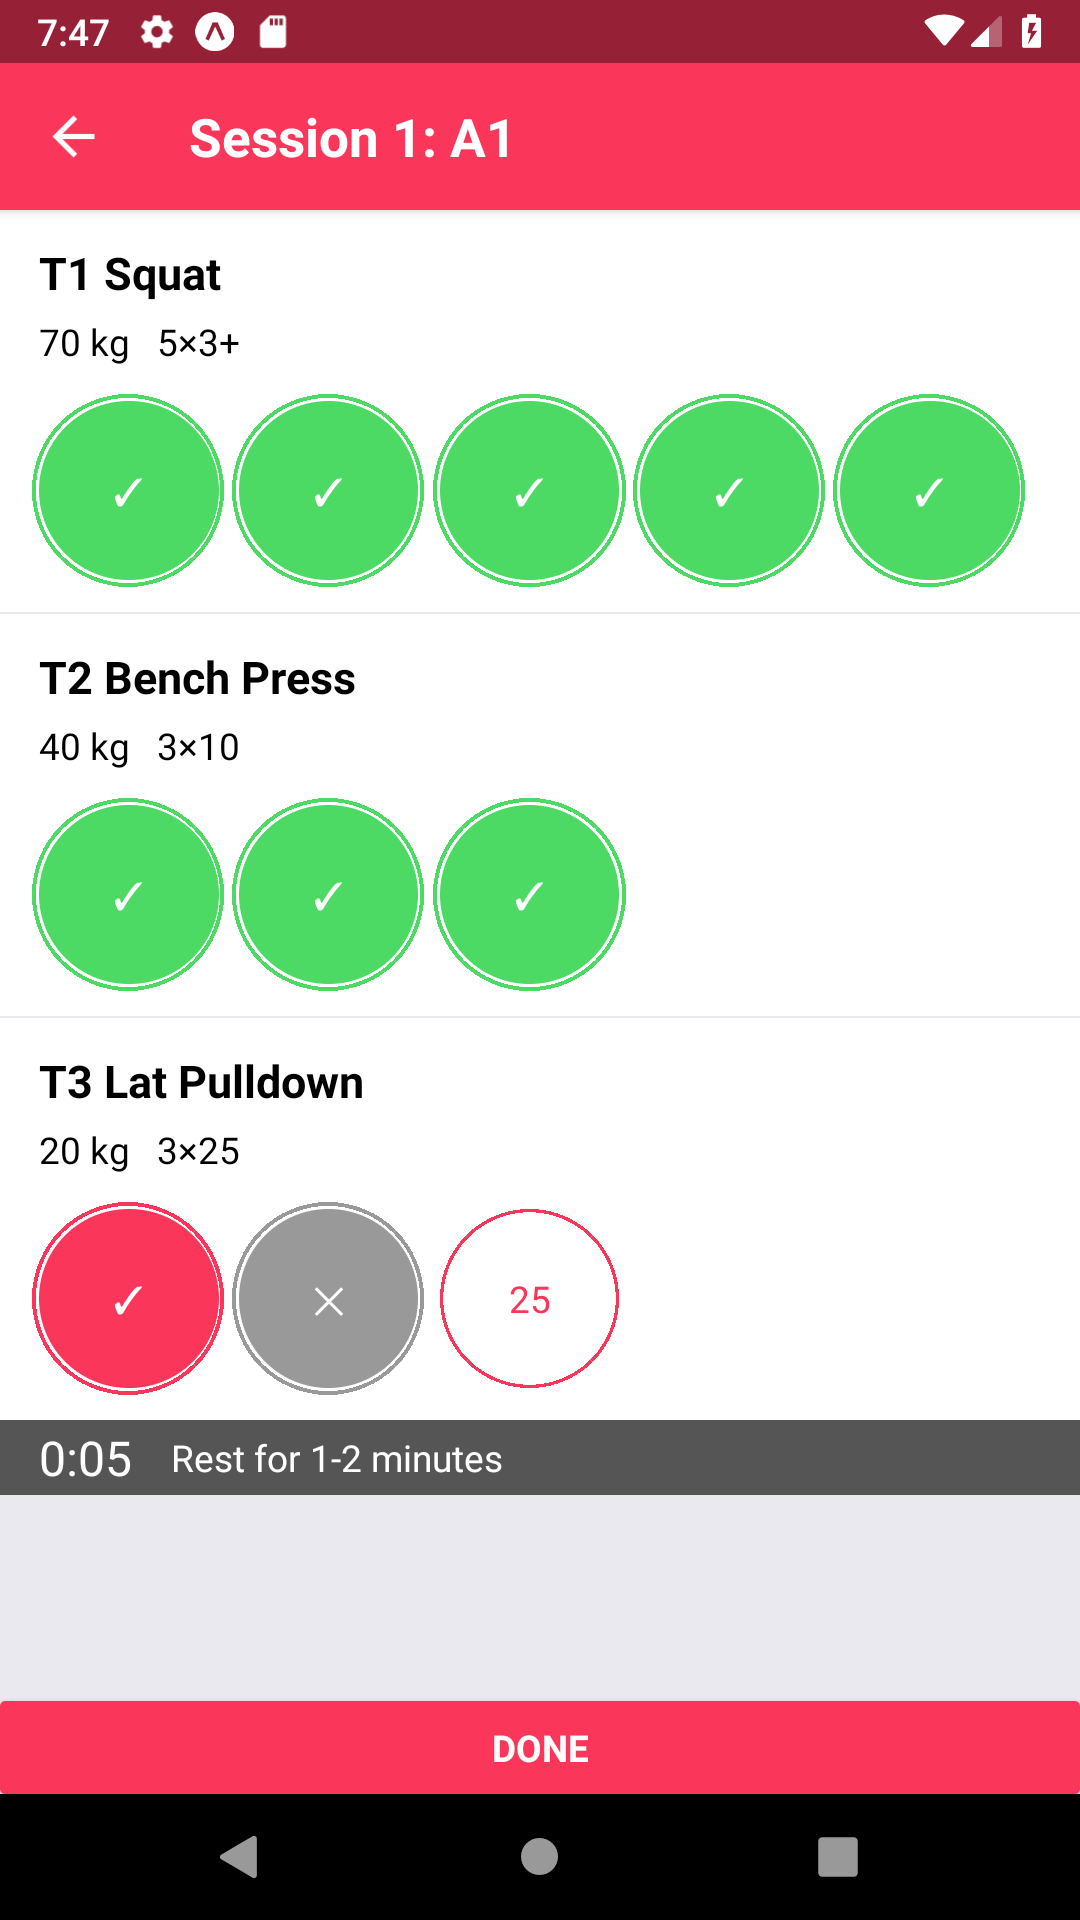 7:47
Session 1: A1
T1 Squat
70 kg 5×3+
✓ ✓ ✓ ✓ ✓
T2 Bench Press
40 kg 3×10
✓ ✓ ✓
T3 Lat Pulldown
20 kg 3×25
✓ × 25
0:05 Rest for 1-2 minutes
DONE